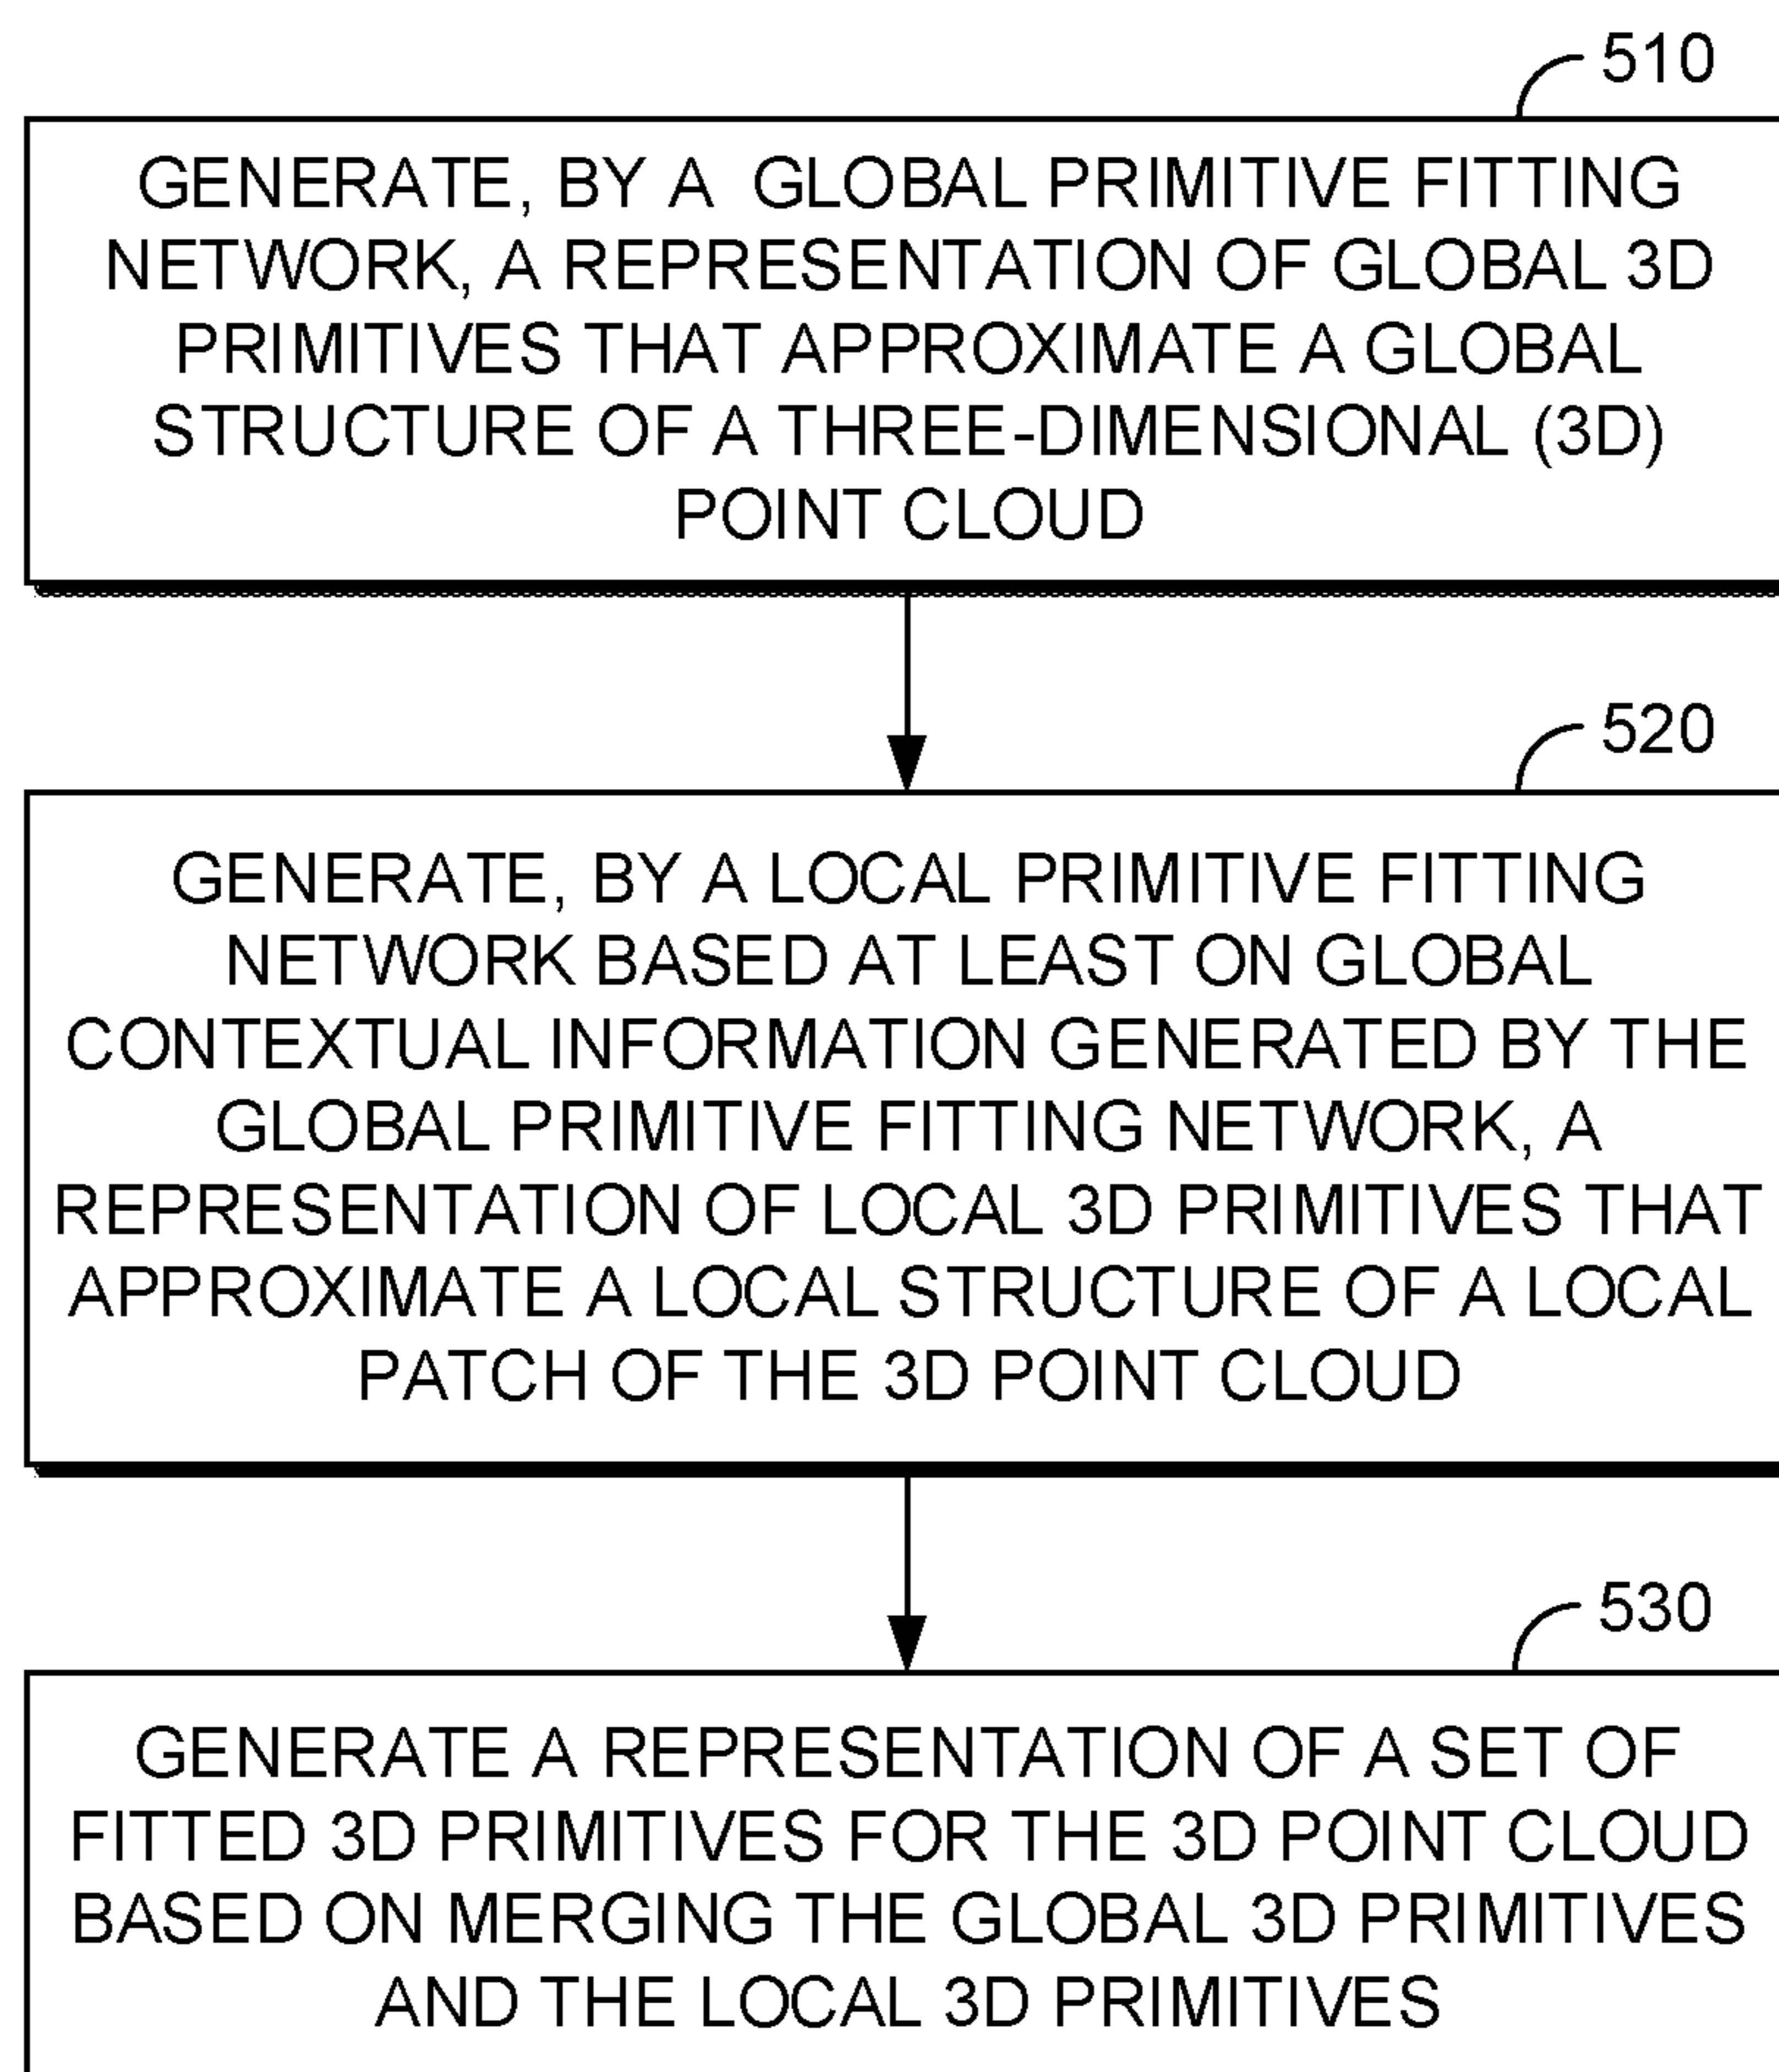 510
GENERATE, BY A GLOBAL PRIMITIVE FITTING
NETWORK, A REPRESENTATION OF GLOBAL 3D
PRIMITIVES THAT APPROXIMATE A GLOBAL
STRUCTURE OF A THREE-DIMENSIONAL (3D)
POINT CLOUD
520
GENERATE, BY A LOCAL PRIMITIVE FITTING
NETWORK BASED AT LEAST ON GLOBAL
CONTEXTUAL INFORMATION GENERATED BY THE
GLOBAL PRIMITIVE FITTING NETWORK, A
REPRESENTATION OF LOCAL 3D PRIMITIVES THAT
APPROXIMATE A LOCAL STRUCTURE OF A LOCAL
PATCH OF THE 3D POINT CLOUD
530
GENERATE A REPRESENTATION OF A SET OF
FITTED 3D PRIMITIVES FOR THE 3D POINT CLOUD
BASED ON MERGING THE GLOBAL 3D PRIMITIVES
AND THE LOCAL 3D PRIMITIVES